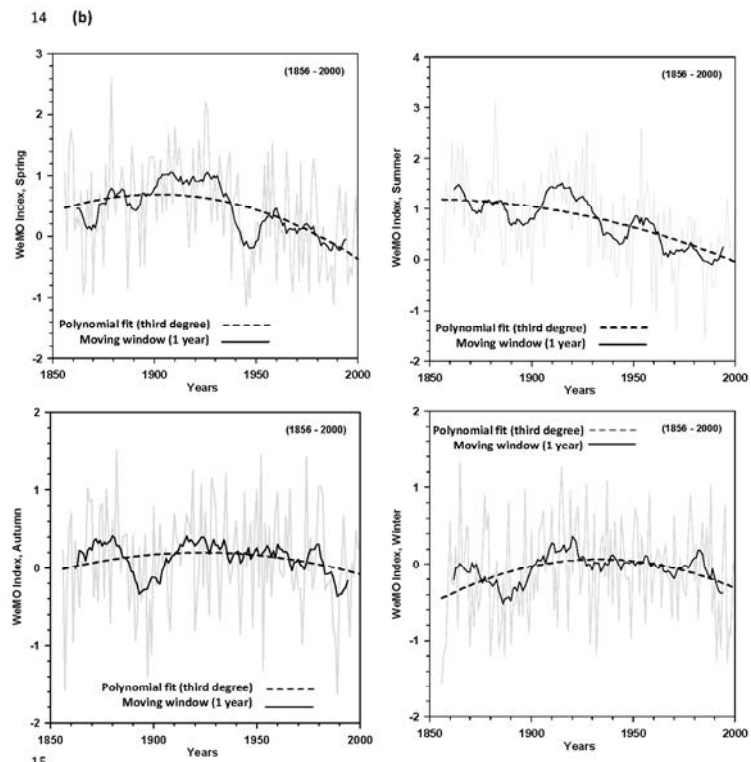 14 (b)
3
2
1
0
-1
-2
(1856 - 2000)
WeMO Incex, Spring
Polynomial fit (third degree)
Moving window (1 year)
1850 1900 1950 2000
Years
4
3
2
1
0
-1
-2
(1856 - 2000)
WeMO Index, Summer
Polynomial fit (third degree)
Moving window (1 year)
1850 1900 1950 2000
Years
2
1
0
-1
-2
(1856 - 2000)
WeMO Index, Autumn
Polynomial fit (third degree)
Moving window (1 year)
1850 1900 1950 2000
Years
2
1
0
-1
-2
Polynomial fit (third degree)
(1856 - 2000)
Moving window (1 year)
WeMO Index, Winter
1850 1900 1950 2000
Years